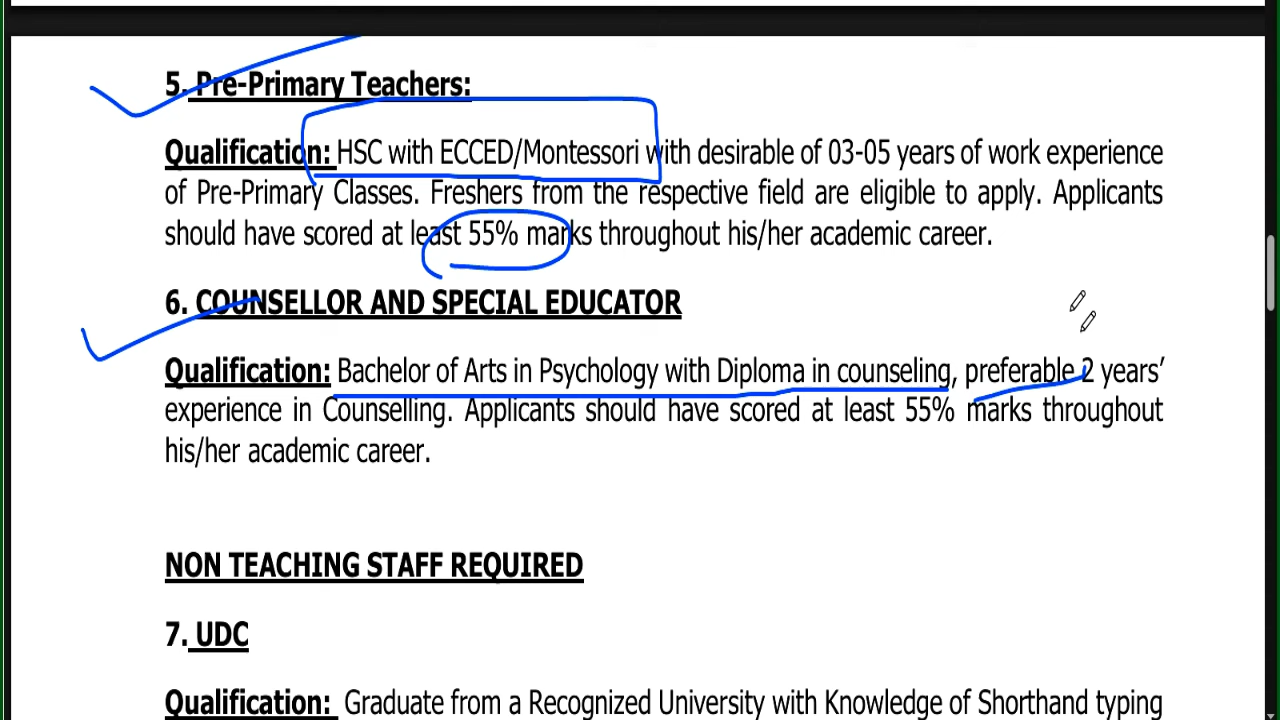 5. Pre-Primary Teachers:
Qualification: HSC with ECCED/Montessori with desirable of 03-05 years of work experience
of Pre-Primary Classes. Freshers from the respective field are eligible to apply. Applicants
should have scored at least 55% marks throughout his/her academic career.
6. COUNSELLOR AND SPECIAL EDUCATOR
Qualification: Bachelor of Arts in Psychology with Diploma in counseling, preferable 2 years’
experience in Counselling. Applicants should have scored at least 55% marks throughout
his/her academic career.
NON TEACHING STAFF REQUIRED
7. UDC
Qualification: Graduate from a Recognized University with Knowledge of Shorthand typing